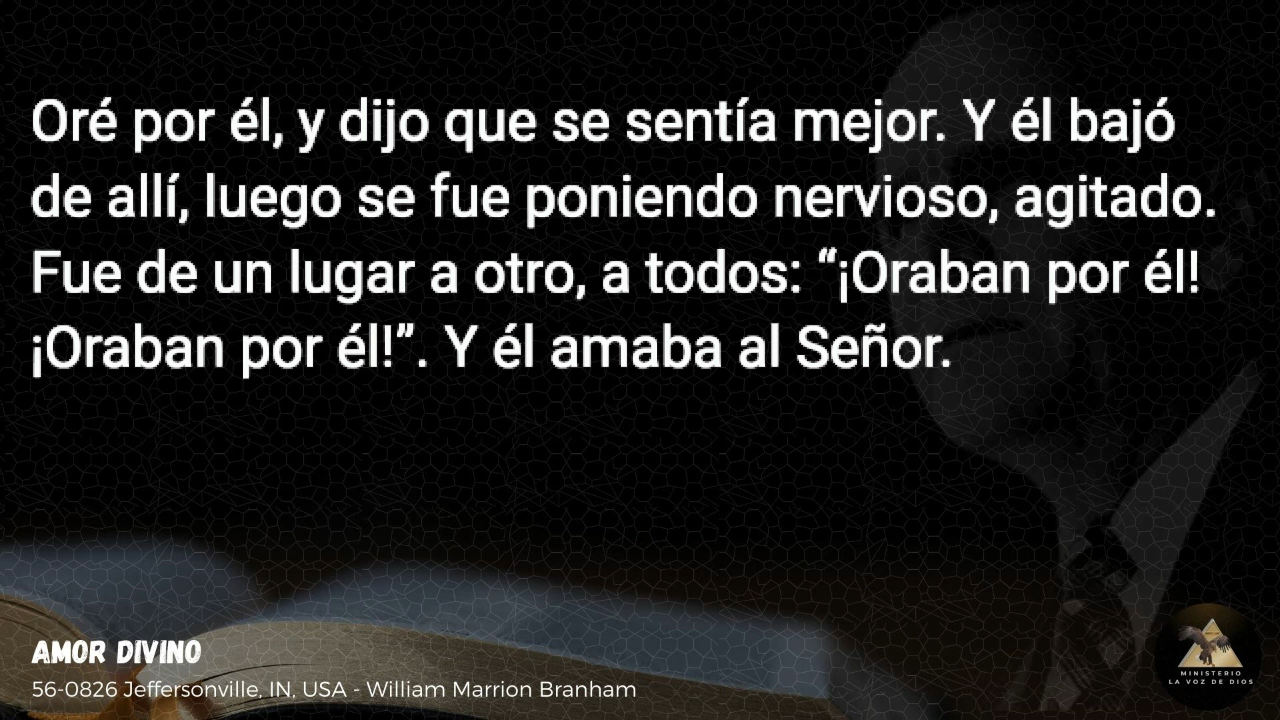 Oré por él, y dijo que se sentía mejor. Y él bajó
de allí, luego se fue poniendo nervioso, agitado.
Fue de un lugar a otro, a todos: “¡Oraban por él!
¡Oraban por él!”. Y él amaba al Señor.
AMOR DIVINO
56-0826 Jeffersonville, IN, USA - William Marrion Branham
MINISTERIO
LA VOZ DE DIOS